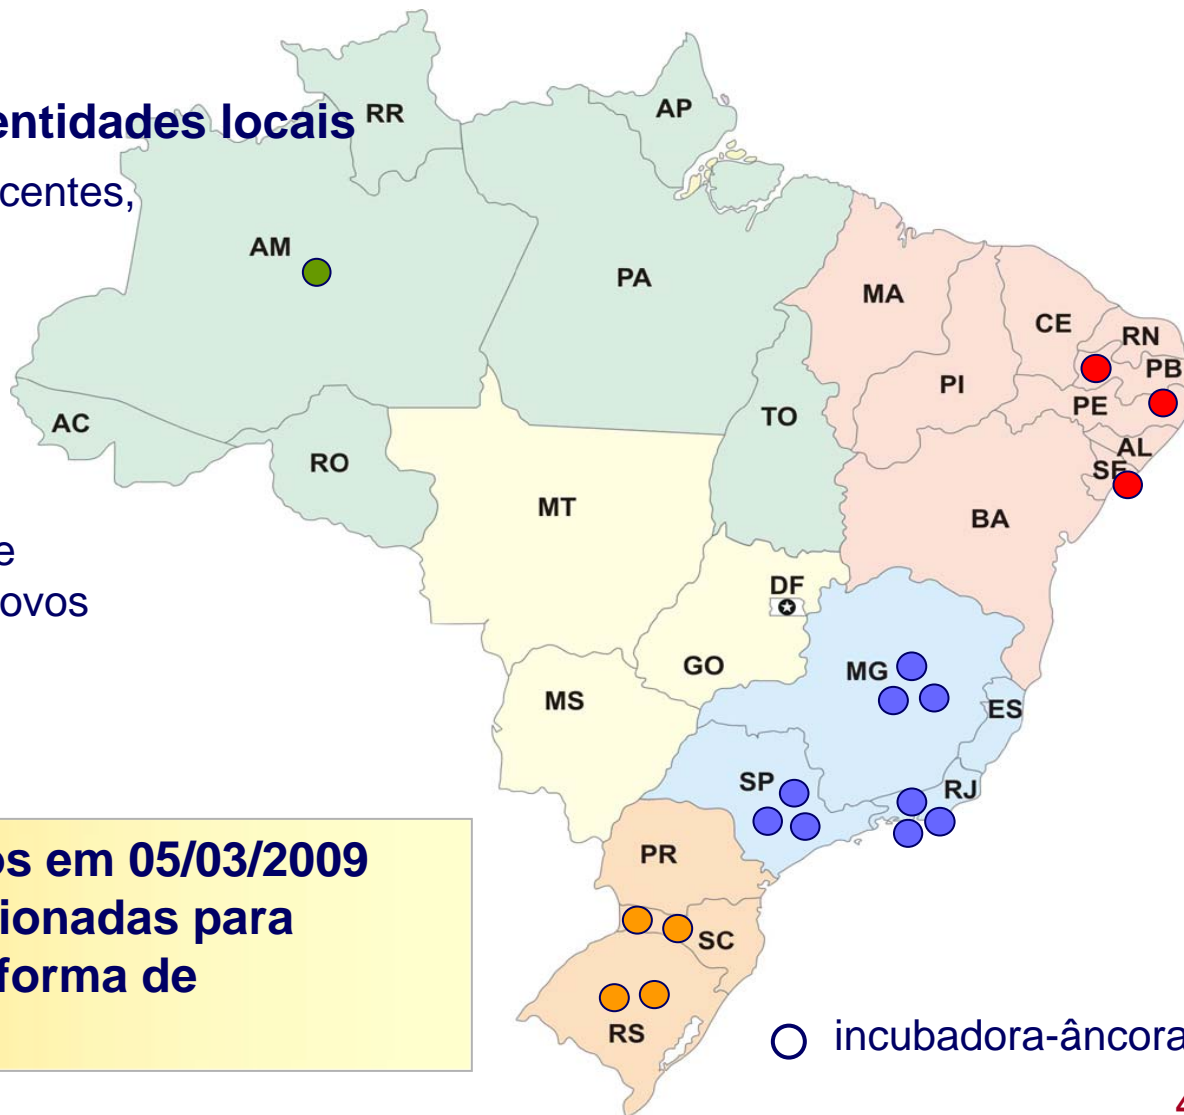 entidades locais
centes,
e
ovos
os em 05/03/2009
ionadas para
forma de
RR
AP
AM
PA
MA
CE
RN
PB
PI
PE
AC
TO
AL
SE
RO
MT
BA
DF
GO
MG
MS
ES
SP
RJ
PR
SC
RS
incubadora-âncora